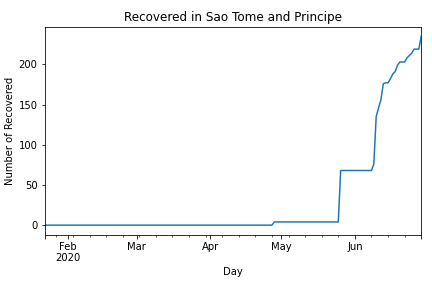 Recovered in Sao Tome and Principe
Number of Recovered
200
150
100
50
0
Feb
2020
Mar
Apr
May
Jun
Day